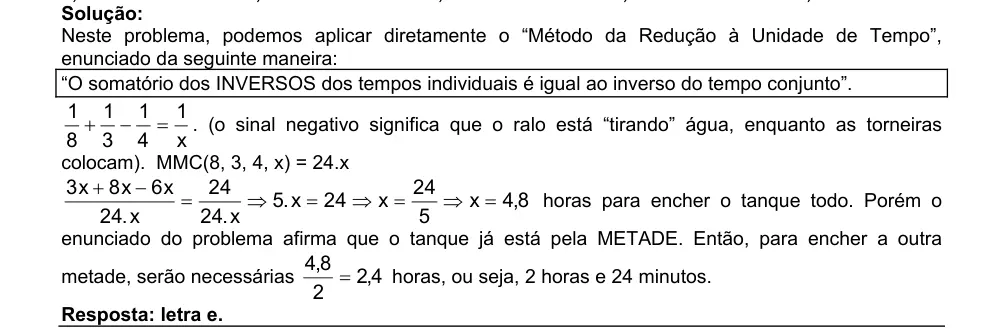 Solução:
Neste problema, podemos aplicar diretamente o “Método da Redução à Unidade de Tempo”,
enunciado da seguinte maneira:
“O somatório dos INVERSOS dos tempos individuais é igual ao inverso do tempo conjunto”.
1/8 + 1/3 − 1/4 = 1/x . (o sinal negativo significa que o ralo está “tirando” água, enquanto as torneiras
colocam). MMC(8, 3, 4, x) = 24.x
(3x + 8x − 6x)/(24.x) = 24/(24.x) ⇒ 5.x = 24 ⇒ x = 24/5 ⇒ x = 4,8 horas para encher o tanque todo. Porém o
enunciado do problema afirma que o tanque já está pela METADE. Então, para encher a outra
metade, serão necessárias 4,8/2 = 2,4 horas, ou seja, 2 horas e 24 minutos.
Resposta: letra e.